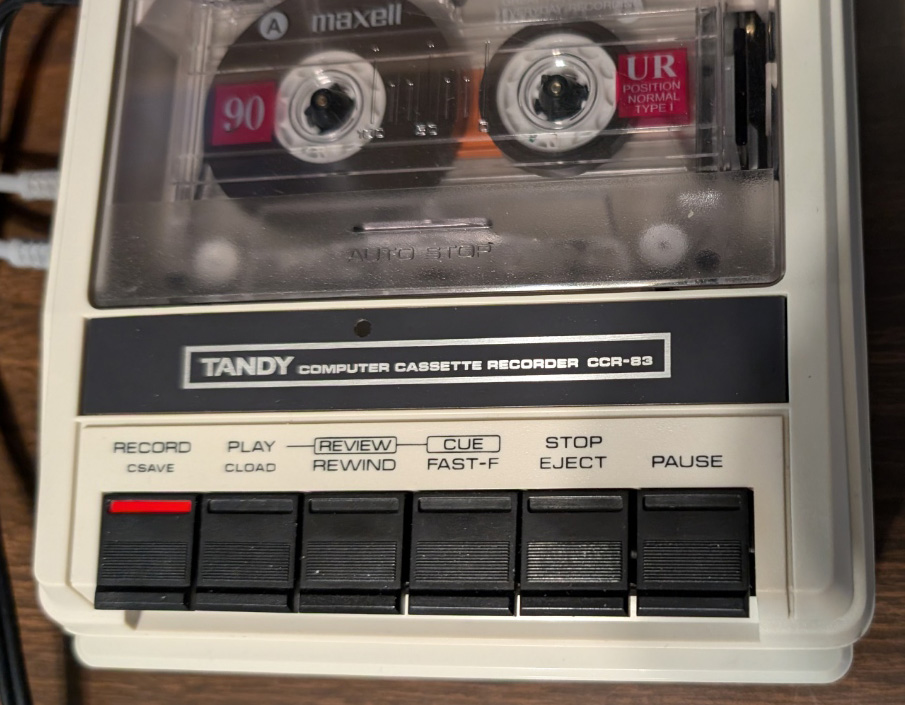 A maxell
90
UR
POSITION
NORMAL
TYPE I
AUTO STOP
TANDY COMPUTER CASSETTE RECORDER CCR-83
RECORD
CSAVE
PLAY
CLOAD
REVIEW
REWIND
CUE
FAST-F
STOP
EJECT
PAUSE